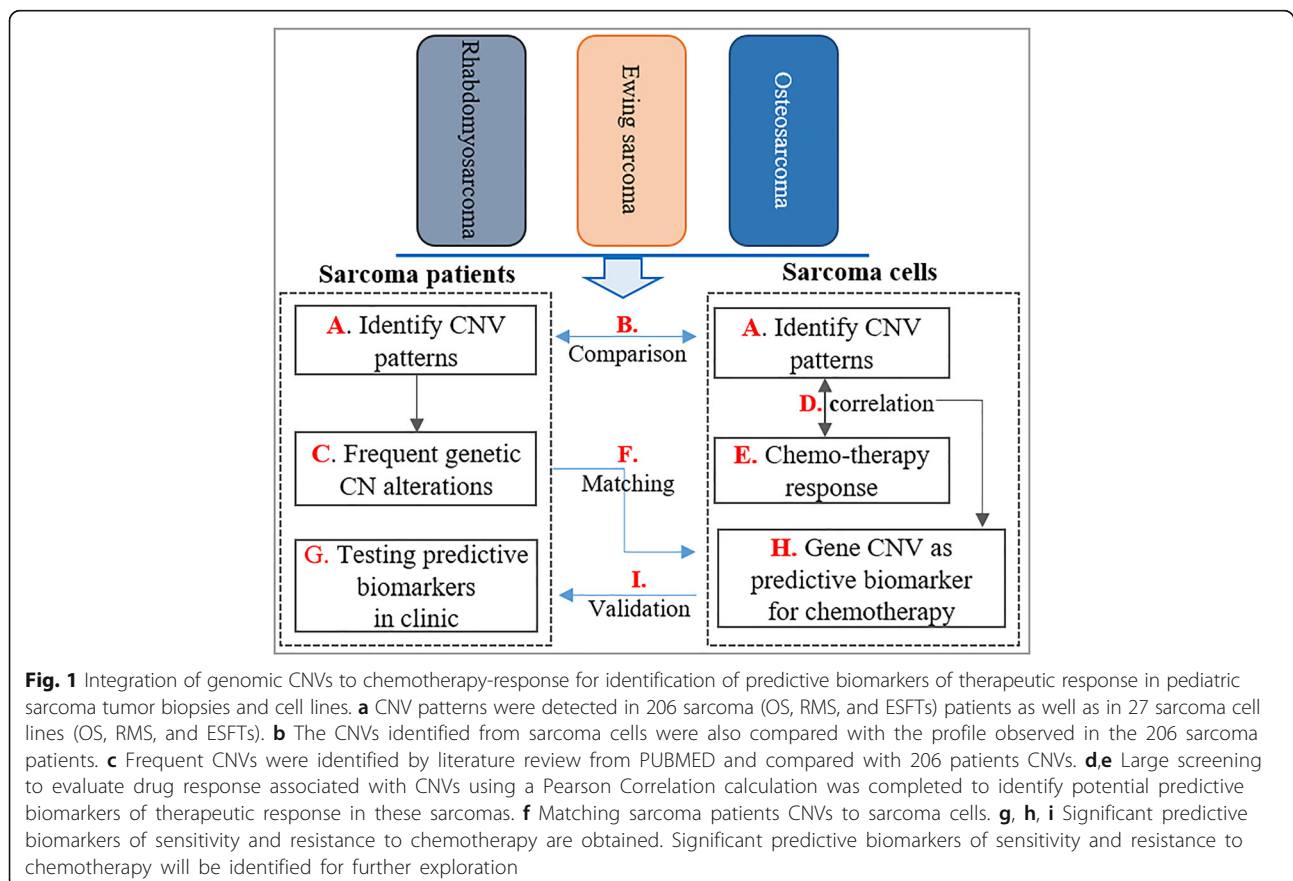 Rhabdomyosarcoma
Ewing sarcoma
Osteosarcoma
Sarcoma patients
Sarcoma cells
A. Identify CNV
patterns
B.
Comparison
A. Identify CNV
patterns
D. correlation
C. Frequent genetic
CN alterations
F.
Matching
E. Chemo-therapy
response
G. Testing predictive
biomarkers
in clinic
I.
Validation
H. Gene CNV as
predictive biomarker
for chemotherapy
Fig. 1 Integration of genomic CNVs to chemotherapy-response for identification of predictive biomarkers of therapeutic response in pediatric
sarcoma tumor biopsies and cell lines. a CNV patterns were detected in 206 sarcoma (OS, RMS, and ESFTs) patients as well as in 27 sarcoma cell
lines (OS, RMS, and ESFTs). b The CNVs identified from sarcoma cells were also compared with the profile observed in the 206 sarcoma
patients. c Frequent CNVs were identified by literature review from PUBMED and compared with 206 patients CNVs. d,e Large screening
to evaluate drug response associated with CNVs using a Pearson Correlation calculation was completed to identify potential predictive
biomarkers of therapeutic response in these sarcomas. f Matching sarcoma patients CNVs to sarcoma cells. g, h, i Significant predictive
biomarkers of sensitivity and resistance to chemotherapy are obtained. Significant predictive biomarkers of sensitivity and resistance to
chemotherapy will be identified for further exploration